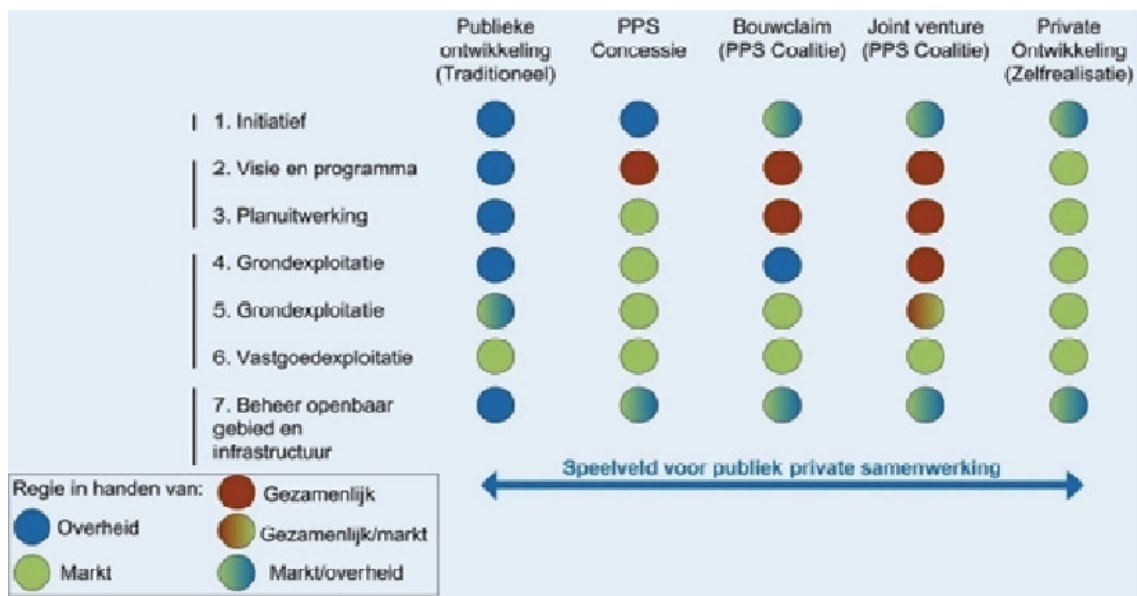 Publieke
ontwikkeling
(Traditioneel)
PPS
Concessie
Bouwclaim
(PPS Coalitie)
Joint venture
(PPS Coalitie)
Private
Ontwikkeling
(Zelfrealisatie)
1. Initiatief
2. Visie en programma
3. Planuitwerking
4. Grondexploitatie
5. Grondexploitatie
6. Vastgoedexploitatie
7. Beheer openbaar
gebied en
infrastructuur
Speelveld voor publiek private samenwerking
Regie in handen van:
Overheid
Markt
Gezamenlijk
Gezamenlijk/markt
Markt/overheid